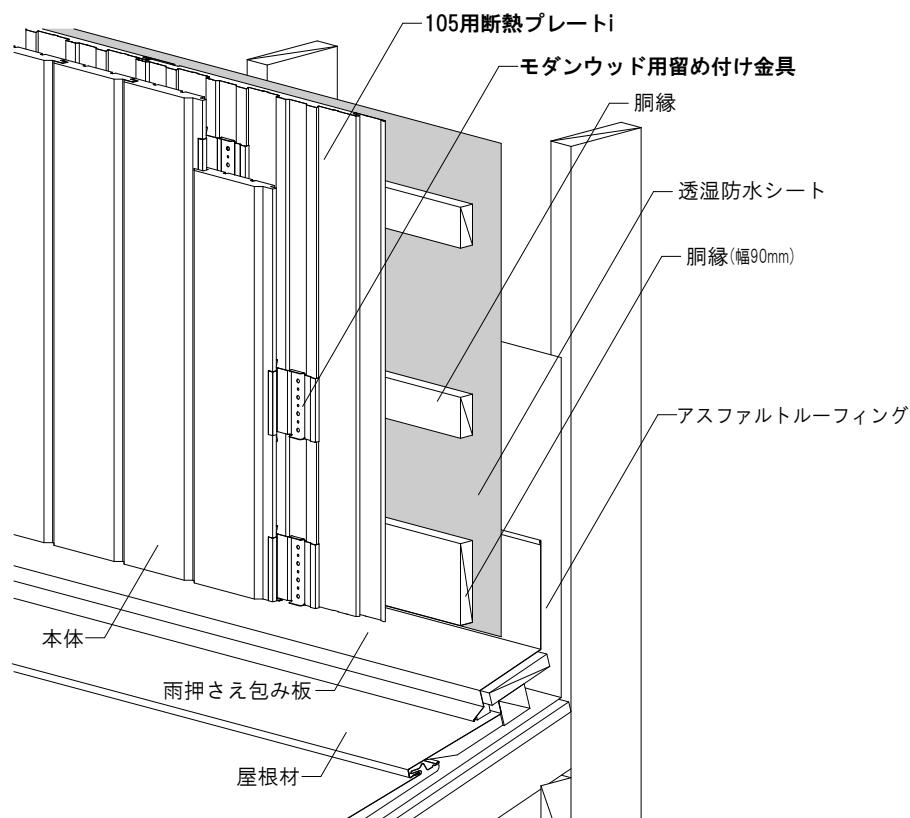 105用断熱プレートi
モダンウッド用留め付け金具
胴縁
透湿防水シート
胴縁(幅90mm)
アスファルトルーフィング
本体
雨押さえ包み板
屋根材